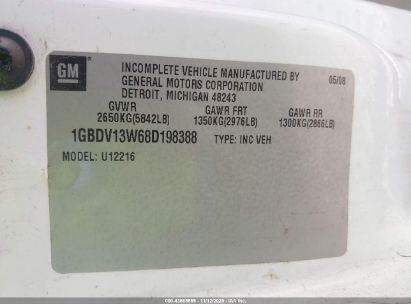 GM
INCOMPLETE VEHICLE MANUFACTURED BY
GENERAL MOTORS CORPORATION
DETROIT, MICHIGAN 48243
05/08
GVWR GAWR FRT GAWR RR
2650KG(5842LB) 1350KG(2976LB) 1300KG(2866LB)
1GBDV13W68D198388 TYPE: INC VEH
MODEL: U12216